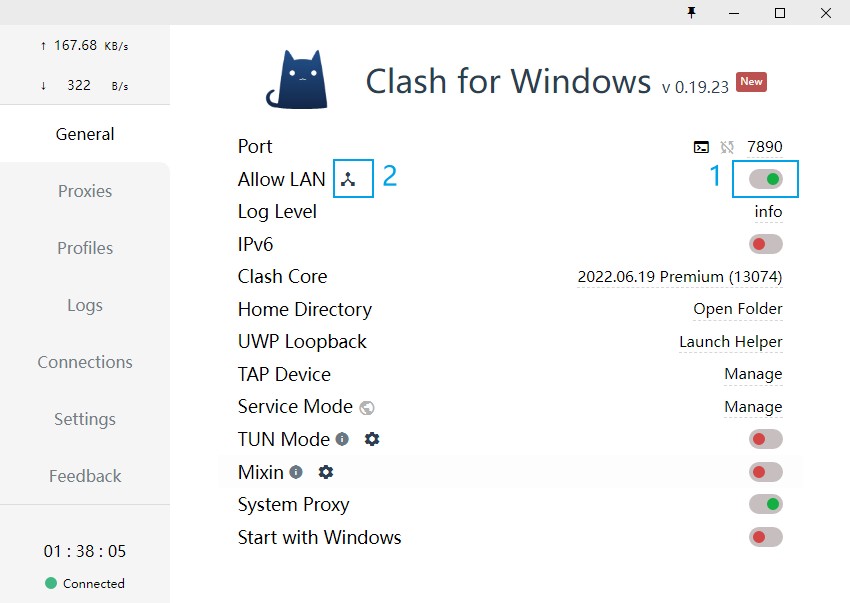 ↑ 167.68 KB/s
↓ 322 B/s
General
Proxies
Profiles
Logs
Connections
Settings
Feedback
01 : 38 : 05
Connected
Clash for Windows v 0.19.23 New
Port 7890
Allow LAN 2 1
Log Level info
IPv6
Clash Core 2022.06.19 Premium (13074)
Home Directory Open Folder
UWP Loopback Launch Helper
TAP Device Manage
Service Mode Manage
TUN Mode
Mixin
System Proxy
Start with Windows